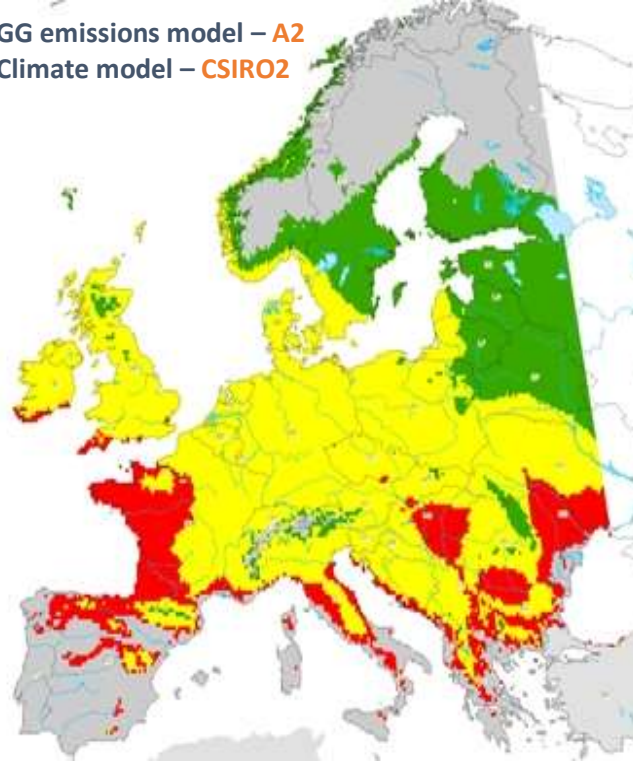 GG emissions model – A2
Climate model – CSIRO2